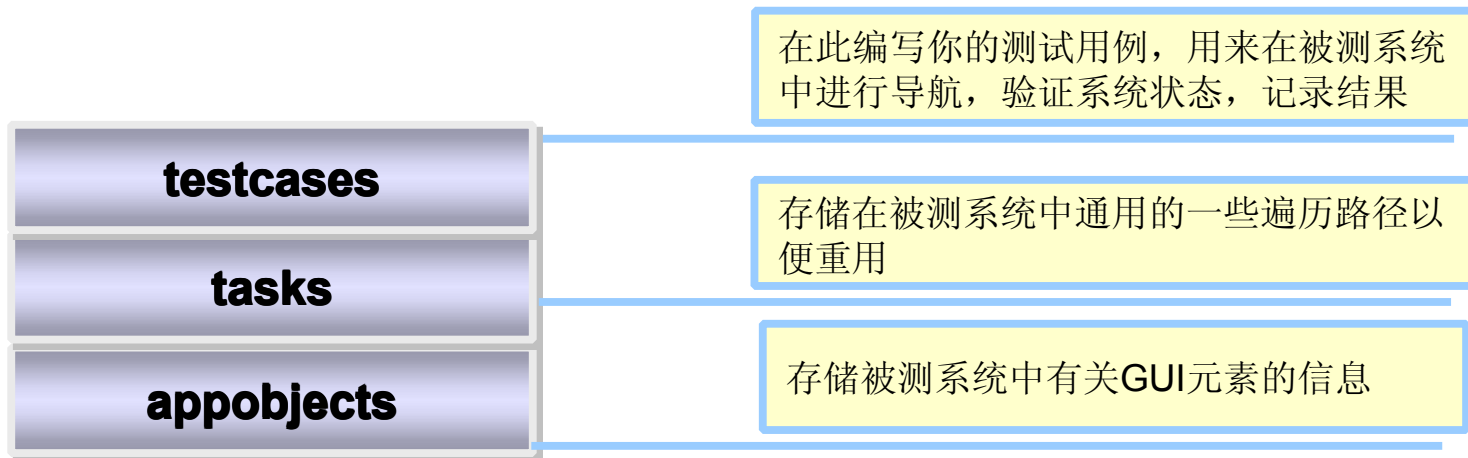 在此编写你的测试用例，用来在被测系统
中进行导航，验证系统状态，记录结果
testcases
存储在被测系统中通用的一些遍历路径以
便重用
tasks
存储被测系统中有关GUI元素的信息
appobjects